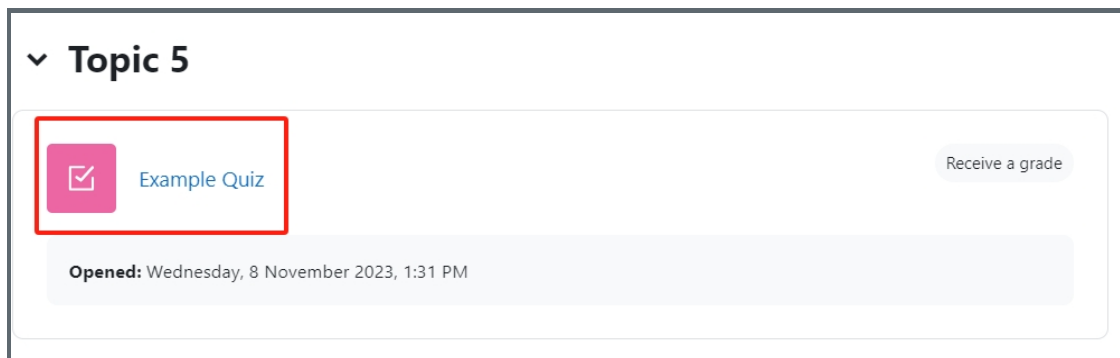 Topic 5
Example Quiz
Receive a grade
Opened: Wednesday, 8 November 2023, 1:31 PM